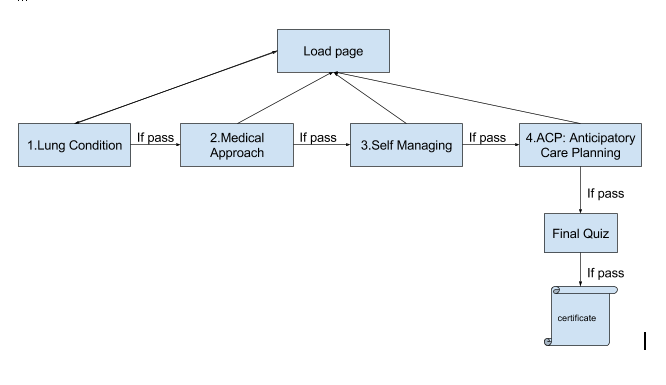 ...
Load page
1.Lung Condition
If pass
2.Medical
Approach
If pass
3.Self Managing
If pass
4.ACP: Anticipatory
Care Planning
If pass
Final Quiz
If pass
certificate